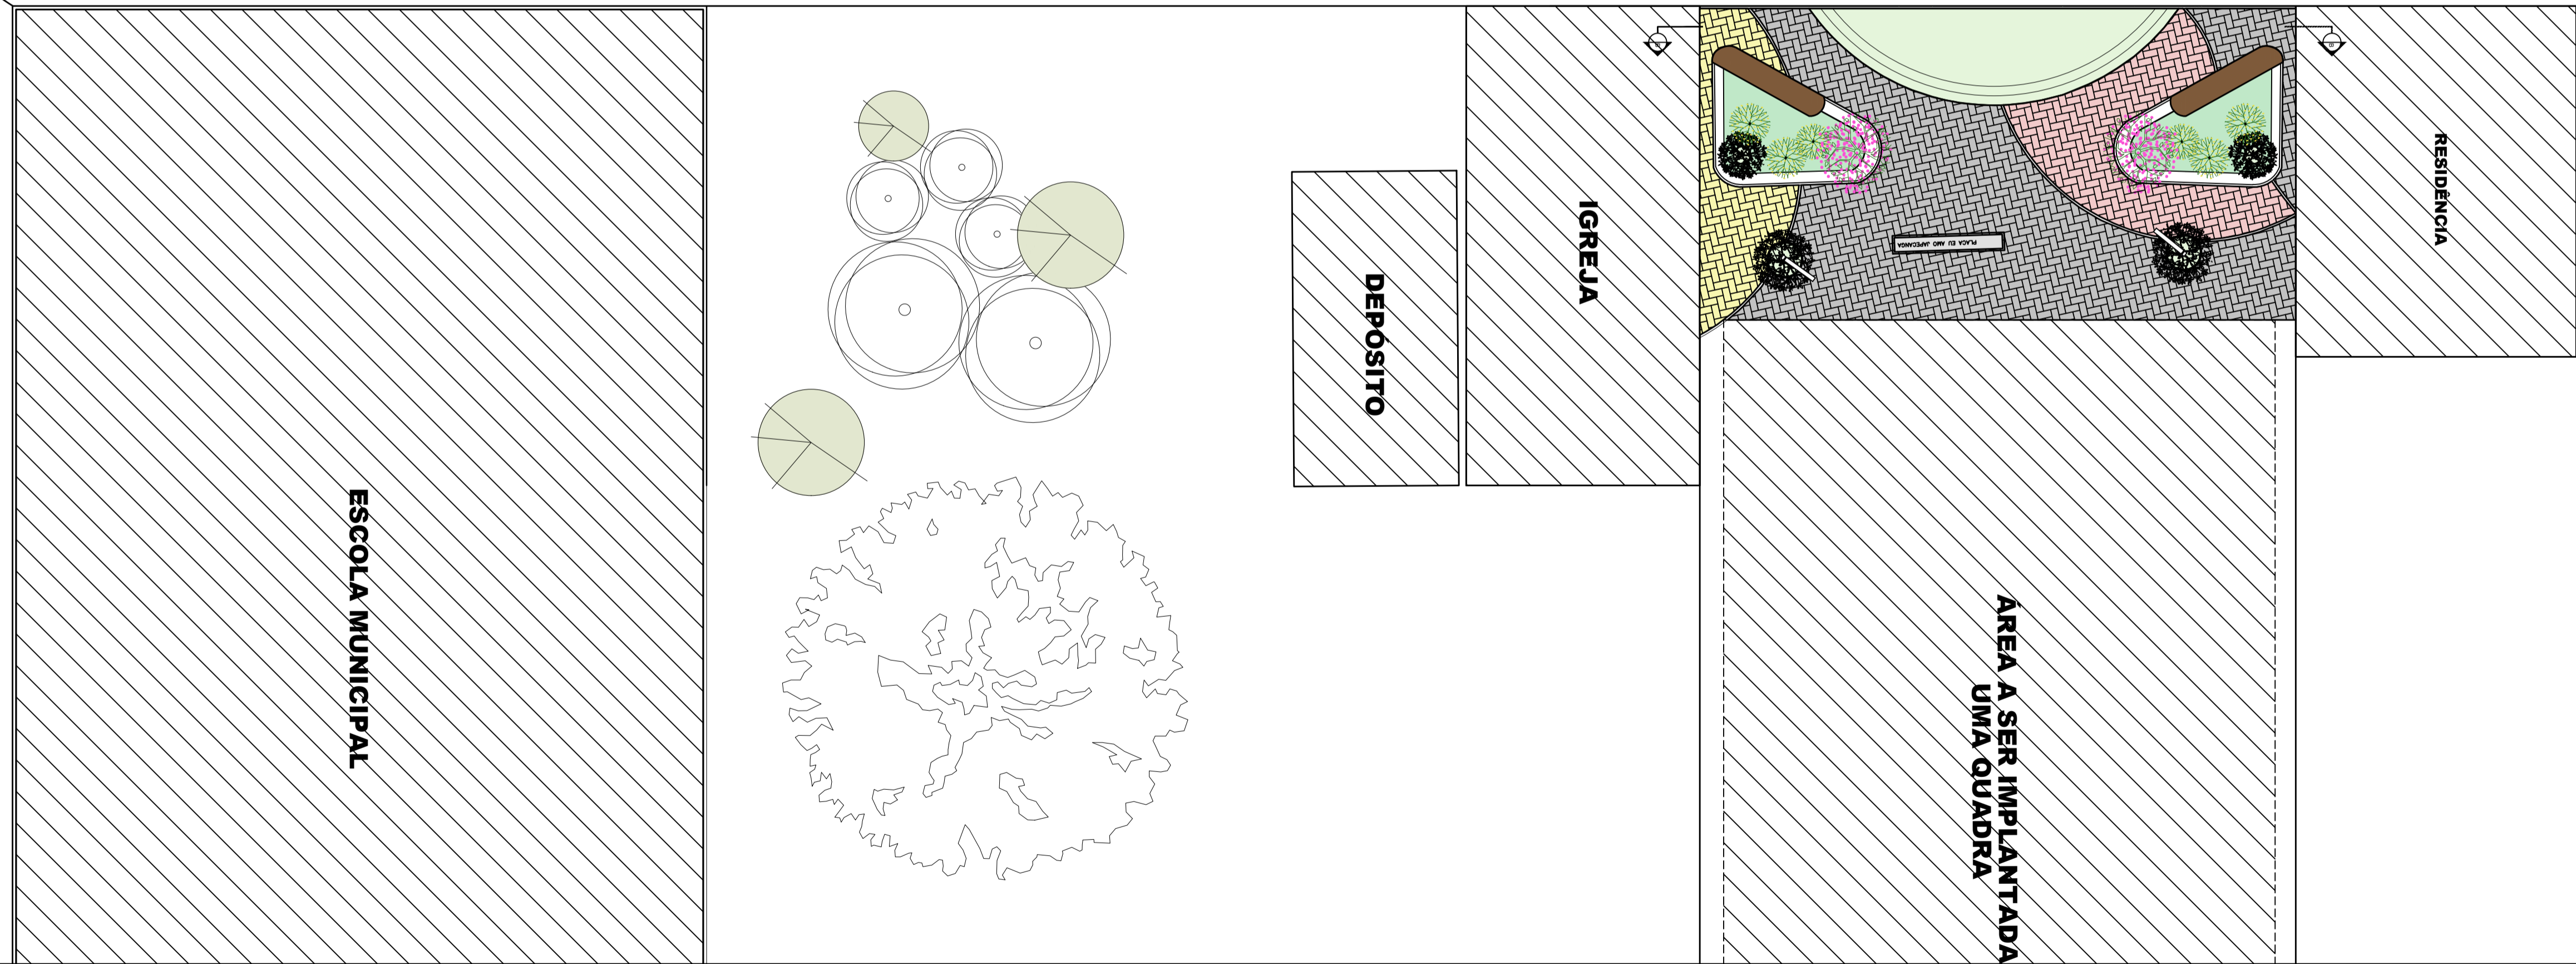 ESCOLA MUNICIPAL
DEPÓSITO
IGREJA
PLACA EU AMO JAPECANGA
RESIDÊNCIA
ÁREA A SER IMPLANTADA
UMA QUADRA